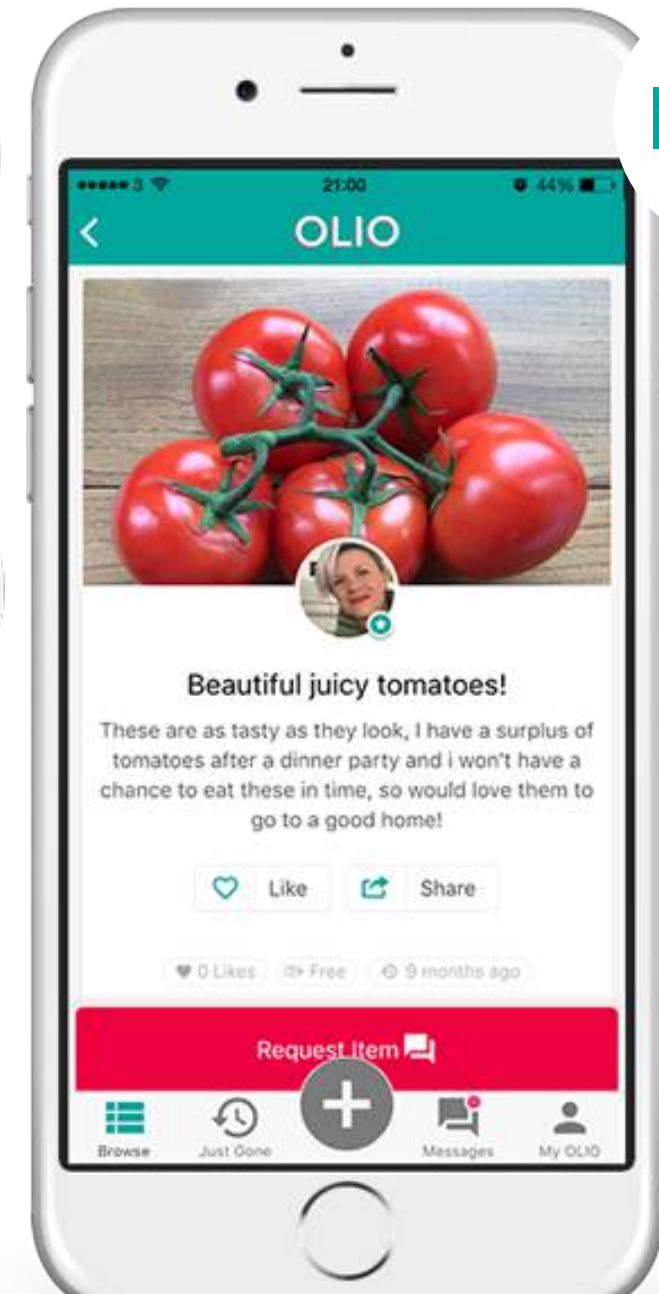 3 21:00 44%
OLIO
Beautiful juicy tomatoes!
These are as tasty as they look, I have a surplus of
tomatoes after a dinner party and i won't have a
chance to eat these in time, so would love them to
go to a good home!
Like Share
0 Likes Free 9 months ago
Request Item
Browse Just Gone Messages My OLIO